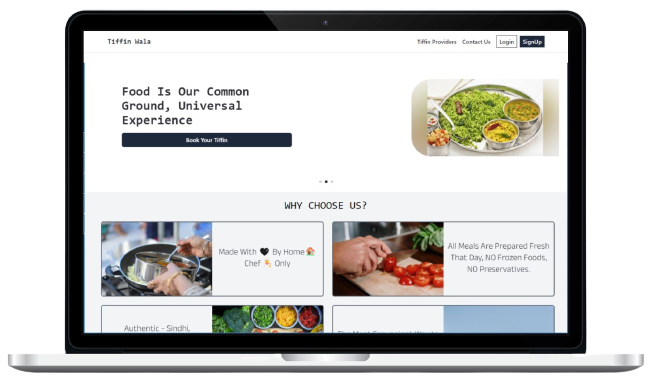 Tiffin Wala
Tiffin Providers Contact Us Login SignUp
Food Is Our Common
Ground, Universal
Experience
Book Your Tiffin
WHY CHOOSE US?
Made With 🖤 By Home 🏠
Chef 👨‍🍳 Only
All Meals Are Prepared Fresh
That Day, NO Frozen Foods,
NO Preservatives.
Authentic - Sindhi,